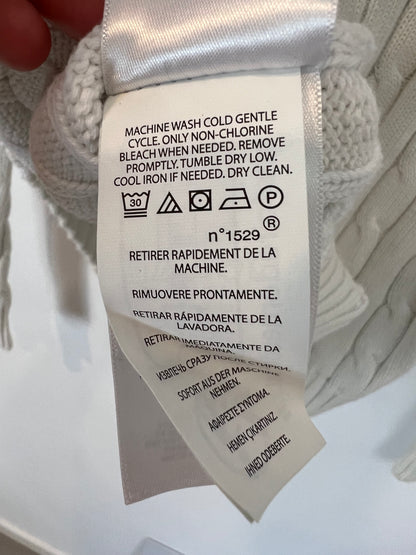 MACHINE WASH COLD GENTLE
CYCLE. ONLY NON-CHLORINE
BLEACH WHEN NEEDED. REMOVE
PROMPTLY. TUMBLE DRY LOW.
COOL IRON IF NEEDED. DRY CLEAN.
30 P
n°1529 ®
RETIRER RAPIDEMENT DE LA
MACHINE.
RIMUOVERE PRONTAMENTE.
RETIRAR RÁPIDAMENTE DE LA
LAVADORA.
RETIRAR IMEDIATAMENTE DA
MAQUINA.
ИЗВЛЕЧЬ СРАЗУ ПОСЛЕ СТИРКИ.
SOFORT AUS DER MASCHINE
NEHMEN.
ΑΦΑΙΡΕΣΤΕ ΣΥΝΤΟΜΑ.
HEMEN ÇIKARTINIZ.
IHNED ODEBERTE.